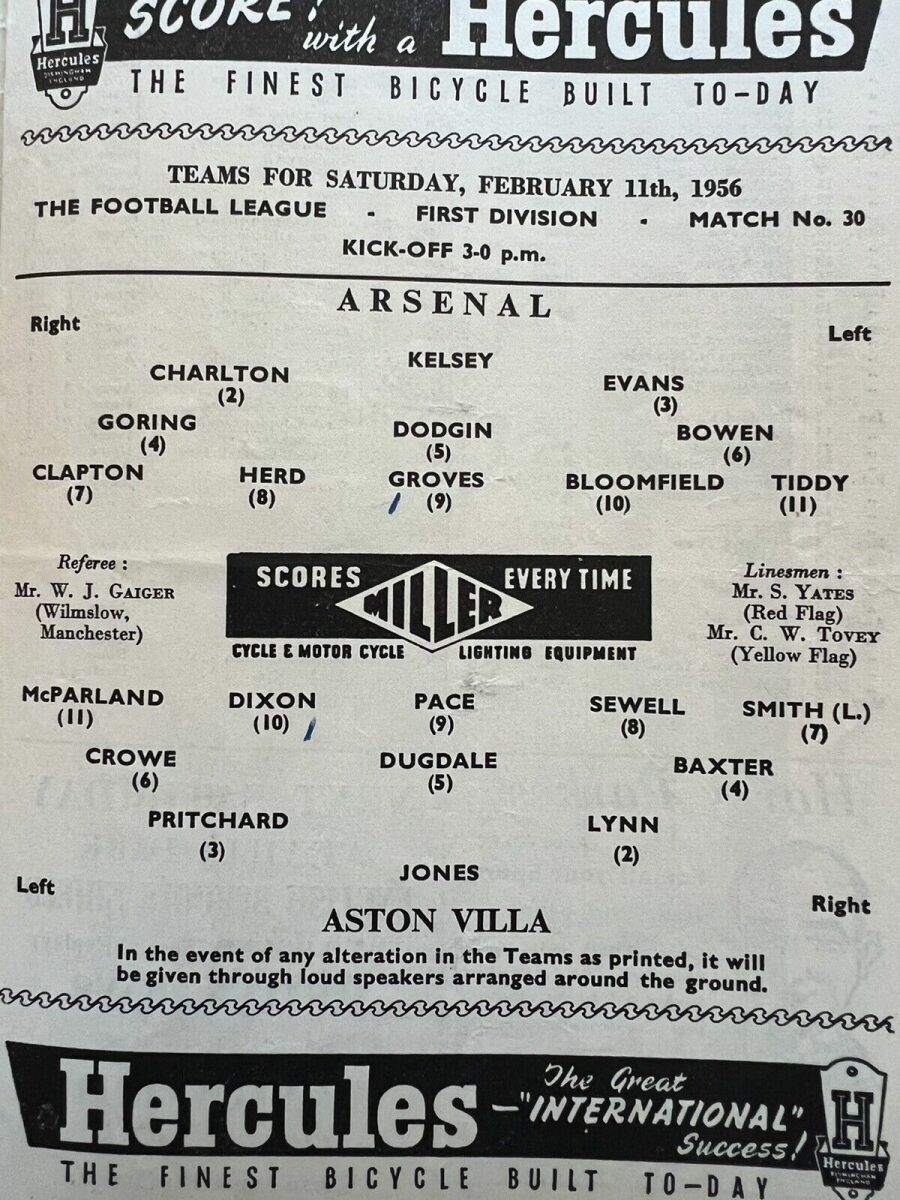 SCORE! with a Hercules
H
Hercules
BIRMINGHAM
ENGLAND
THE FINEST BICYCLE BUILT TO-DAY
TEAMS FOR SATURDAY, FEBRUARY 11th, 1956
THE FOOTBALL LEAGUE - FIRST DIVISION - MATCH No. 30
KICK-OFF 3-0 p.m.
ARSENAL
Right
Left
KELSEY
CHARLTON
(2)
EVANS
(3)
GORING
(4)
DODGIN
(5)
BOWEN
(6)
CLAPTON
(7)
HERD
(8)
GROVES
(9)
BLOOMFIELD
(10)
TIDDY
(11)
Referee :
Mr. W. J. GAIGER
(Wilmslow,
Manchester)
SCORES MILLER EVERY TIME
CYCLE & MOTOR CYCLE LIGHTING EQUIPMENT
Linesmen :
Mr. S. YATES
(Red Flag)
Mr. C. W. TOVEY
(Yellow Flag)
McPARLAND
(11)
DIXON
(10)
PACE
(9)
SEWELL
(8)
SMITH (L.)
(7)
CROWE
(6)
DUGDALE
(5)
BAXTER
(4)
PRITCHARD
(3)
LYNN
(2)
JONES
Left
Right
ASTON VILLA
In the event of any alteration in the Teams as printed, it will
be given through loud speakers arranged around the ground.
Hercules
The Great
—"INTERNATIONAL"
Success!
H
Hercules
BIRMINGHAM
ENGLAND
THE FINEST BICYCLE BUILT TO-DAY